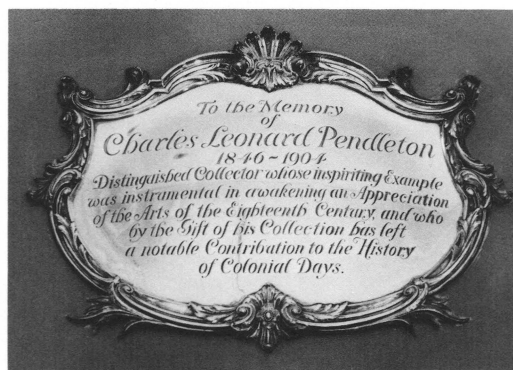 To the Memory
of
Charles Leonard Pendleton
1846-1904
Distinguished Collector whose inspiriting Example
was instrumental in awakening an Appreciation
of the Arts of the Eighteenth Century, and who
by the Gift of his Collection has left
a notable Contribution to the History
of Colonial Days.